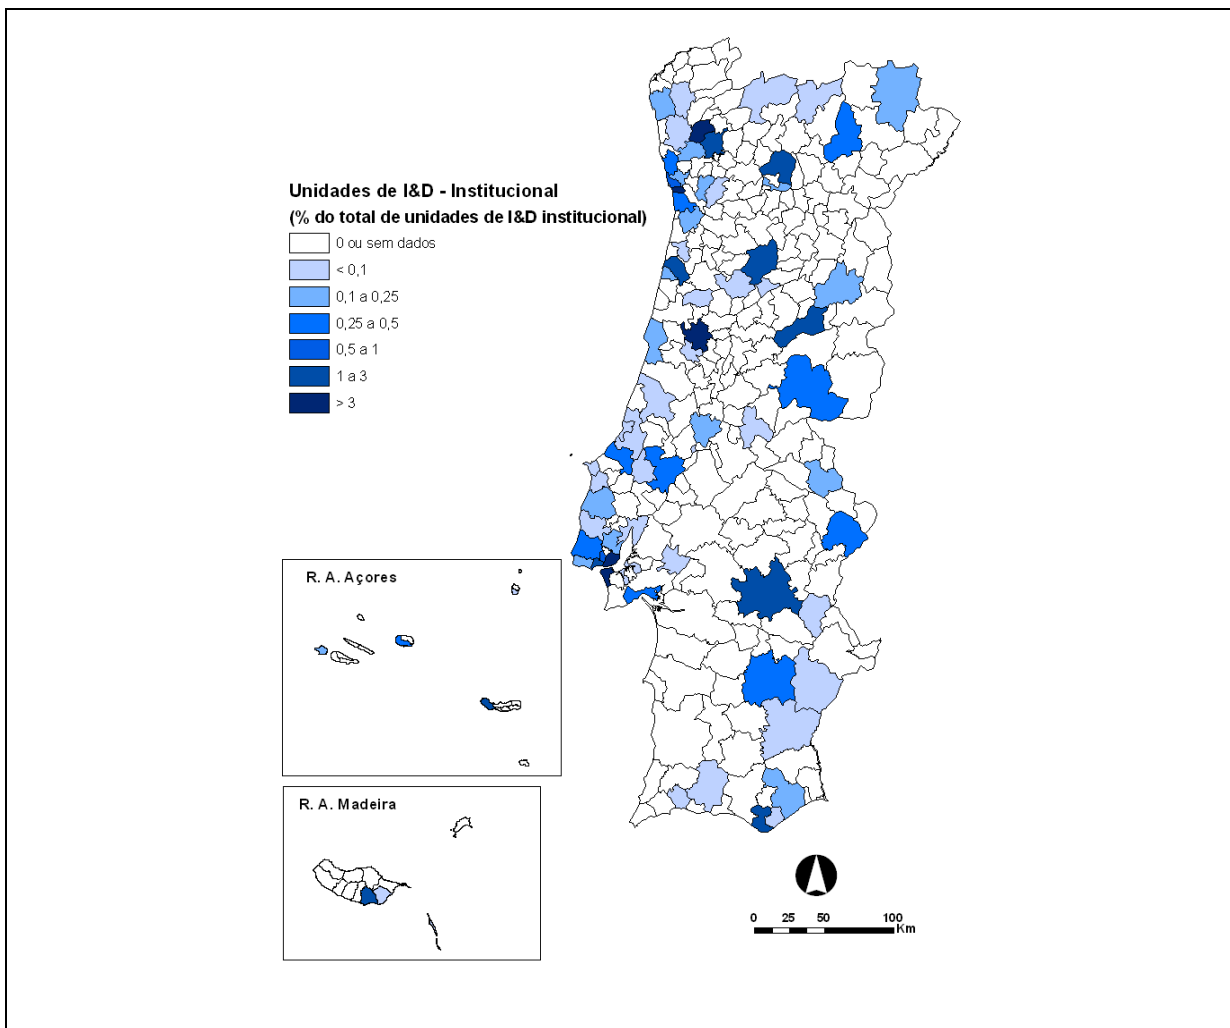 Unidades de I&D - Institucional
(% do total de unidades de I&D institucional)
0 ou sem dados
< 0,1
0,1 a 0,25
0,25 a 0,5
0,5 a 1
1 a 3
> 3
R. A. Açores
R. A. Madeira
0 25 50 100
Km